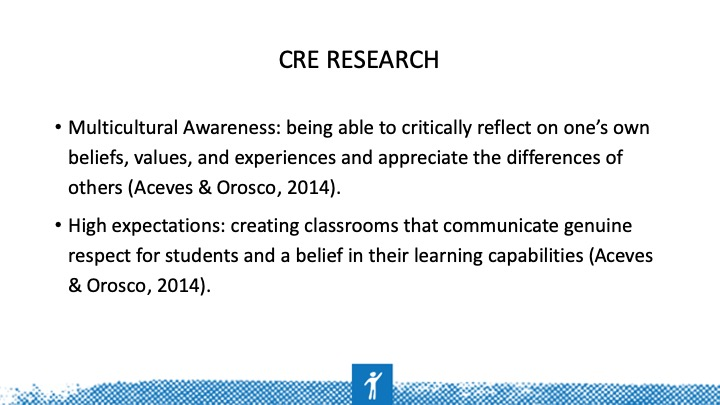 CRE RESEARCH
• Multicultural Awareness: being able to critically reflect on one’s own
beliefs, values, and experiences and appreciate the differences of
others (Aceves & Orosco, 2014).
• High expectations: creating classrooms that communicate genuine
respect for students and a belief in their learning capabilities (Aceves
& Orosco, 2014).